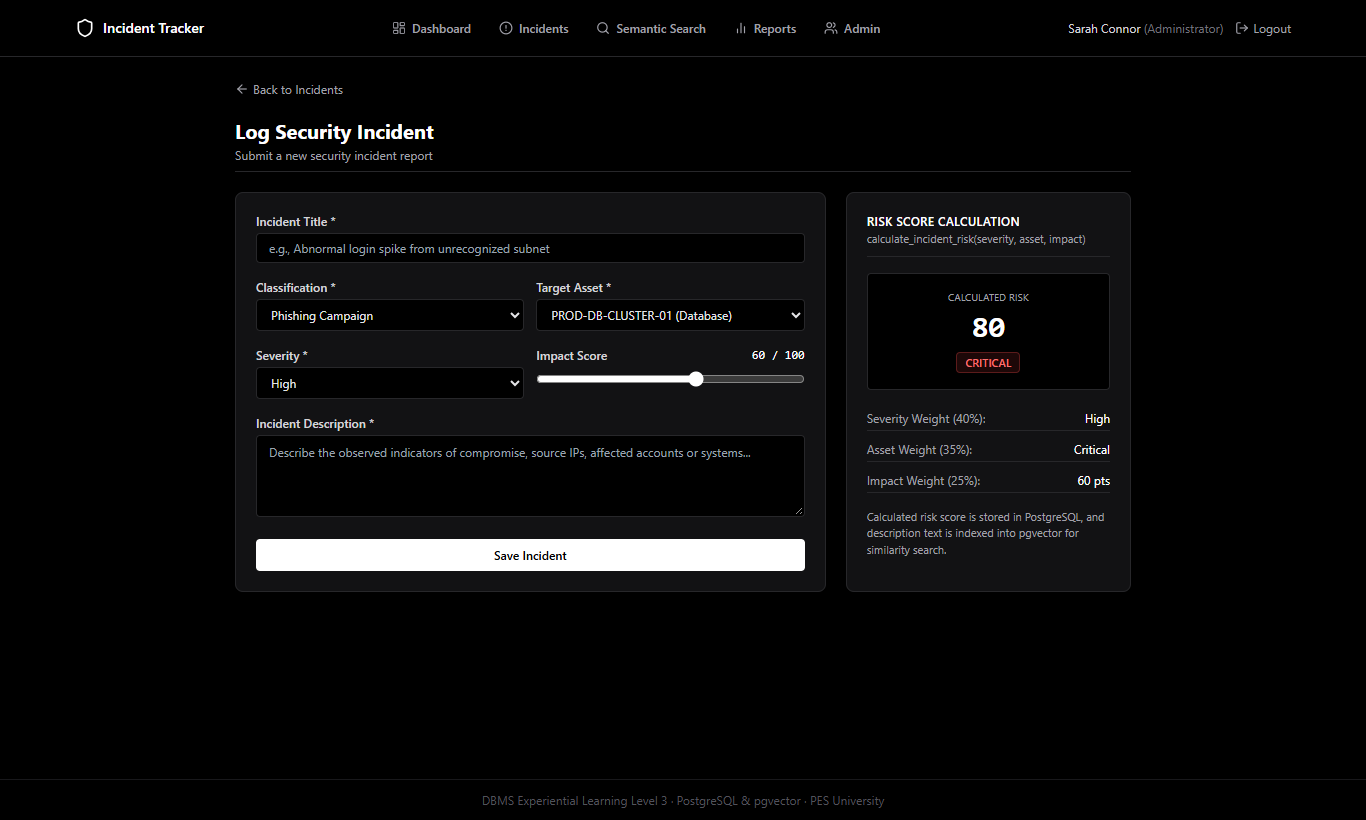 Incident Tracker
Dashboard
Incidents
Semantic Search
Reports
Admin
Sarah Connor (Administrator)
Logout
Back to Incidents
Log Security Incident
Submit a new security incident report
Incident Title *
e.g., Abnormal login spike from unrecognized subnet
Classification *
Phishing Campaign
Target Asset *
PROD-DB-CLUSTER-01 (Database)
Severity *
High
Impact Score
60 / 100
Incident Description *
Describe the observed indicators of compromise, source IPs, affected accounts or systems...
Save Incident
RISK SCORE CALCULATION
calculate_incident_risk(severity, asset, impact)
CALCULATED RISK
80
CRITICAL
Severity Weight (40%):
High
Asset Weight (35%):
Critical
Impact Weight (25%):
60 pts
Calculated risk score is stored in PostgreSQL, and
description text is indexed into pgvector for
similarity search.
DBMS Experiential Learning Level 3 · PostgreSQL & pgvector · PES University